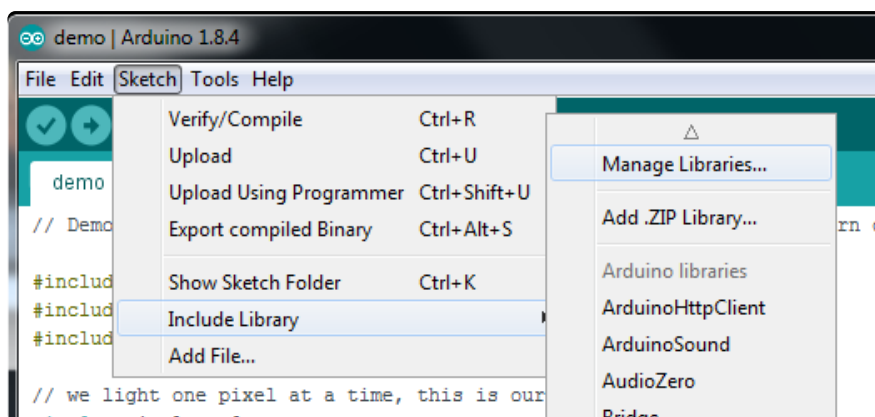 demo | Arduino 1.8.4
File Edit Sketch Tools Help
Verify/Compile Ctrl+R
Upload Ctrl+U
Upload Using Programmer Ctrl+Shift+U
Export compiled Binary Ctrl+Alt+S
Show Sketch Folder Ctrl+K
Include Library
Add File...
Manage Libraries...
Add .ZIP Library...
Arduino libraries
ArduinoHttpClient
ArduinoSound
AudioZero
Bridge
demo
// Demo
#includ
#includ
#includ
// we light one pixel at a time, this is our